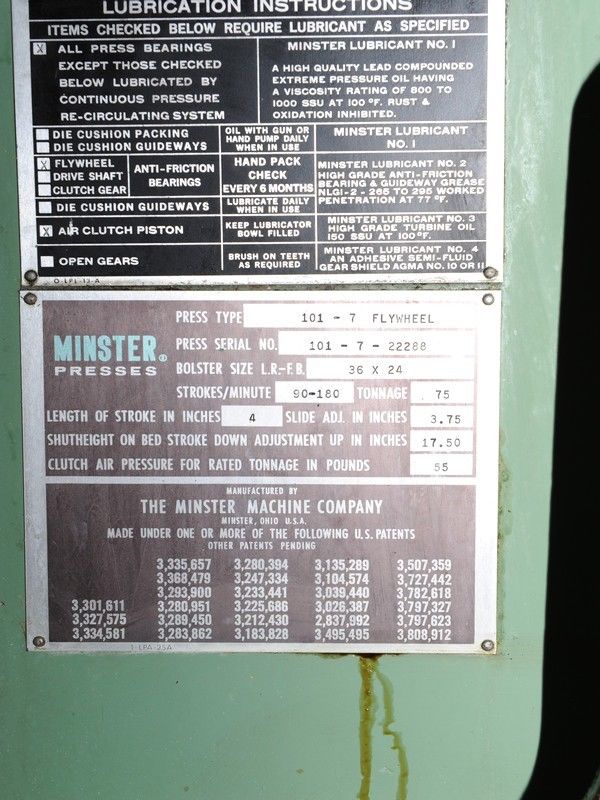 LUBRICATION INSTRUCTIONS
ITEMS CHECKED BELOW REQUIRE LUBRICANT AS SPECIFIED
X ALL PRESS BEARINGS
EXCEPT THOSE CHECKED
BELOW LUBRICATED BY
CONTINUOUS PRESSURE
RE-CIRCULATING SYSTEM
MINSTER LUBRICANT NO. 1
A HIGH QUALITY LEAD COMPOUNDED
EXTREME PRESSURE OIL HAVING
A VISCOSITY RATING OF 800 TO
1000 SSU AT 100 °F. RUST &
OXIDATION INHIBITED.
DIE CUSHION PACKING
DIE CUSHION GUIDEWAYS
OIL WITH GUN OR
HAND PUMP DAILY
WHEN IN USE
MINSTER LUBRICANT
NO. 1
X FLYWHEEL
DRIVE SHAFT
CLUTCH GEAR
ANTI-FRICTION
BEARINGS
HAND PACK
CHECK
EVERY 6 MONTHS
MINSTER LUBRICANT NO. 2
HIGH GRADE ANTI-FRICTION
BEARING & GUIDEWAY GREASE
NLGI-2 - 265 TO 295 WORKED
PENETRATION AT 77 °F.
DIE CUSHION GUIDEWAYS
LUBRICATE DAILY
WHEN IN USE
X AIR CLUTCH PISTON
KEEP LUBRICATOR
BOWL FILLED
MINSTER LUBRICANT NO. 3
HIGH GRADE TURBINE OIL
150 SSU AT 100°F.
OPEN GEARS
BRUSH ON TEETH
AS REQUIRED
MINSTER LUBRICANT NO. 4
AN ADHESIVE SEMI-FLUID
GEAR SHIELD AGMA NO. 10 OR 11
O-LPL-13-A
MINSTER®
PRESSES
PRESS TYPE 101 - 7 FLYWHEEL
PRESS SERIAL NO. 101 - 7 - 22288
BOLSTER SIZE L.R.-F.B. 36 X 24
STROKES/MINUTE 90-180 TONNAGE 75
LENGTH OF STROKE IN INCHES 4 SLIDE ADJ. IN INCHES 3.75
SHUTHEIGHT ON BED STROKE DOWN ADJUSTMENT UP IN INCHES 17.50
CLUTCH AIR PRESSURE FOR RATED TONNAGE IN POUNDS 55
MANUFACTURED BY
THE MINSTER MACHINE COMPANY
MINSTER, OHIO U.S.A.
MADE UNDER ONE OR MORE OF THE FOLLOWING U.S. PATENTS
OTHER PATENTS PENDING
3,335,657 3,280,394 3,135,289 3,507,359
3,368,479 3,247,334 3,104,574 3,727,442
3,293,900 3,233,441 3,039,440 3,782,618
3,301,611 3,280,951 3,225,686 3,026,387 3,797,327
3,327,575 3,289,450 3,212,430 2,837,992 3,797,623
3,334,581 3,283,862 3,183,828 3,495,495 3,808,912
1-LPA-25A